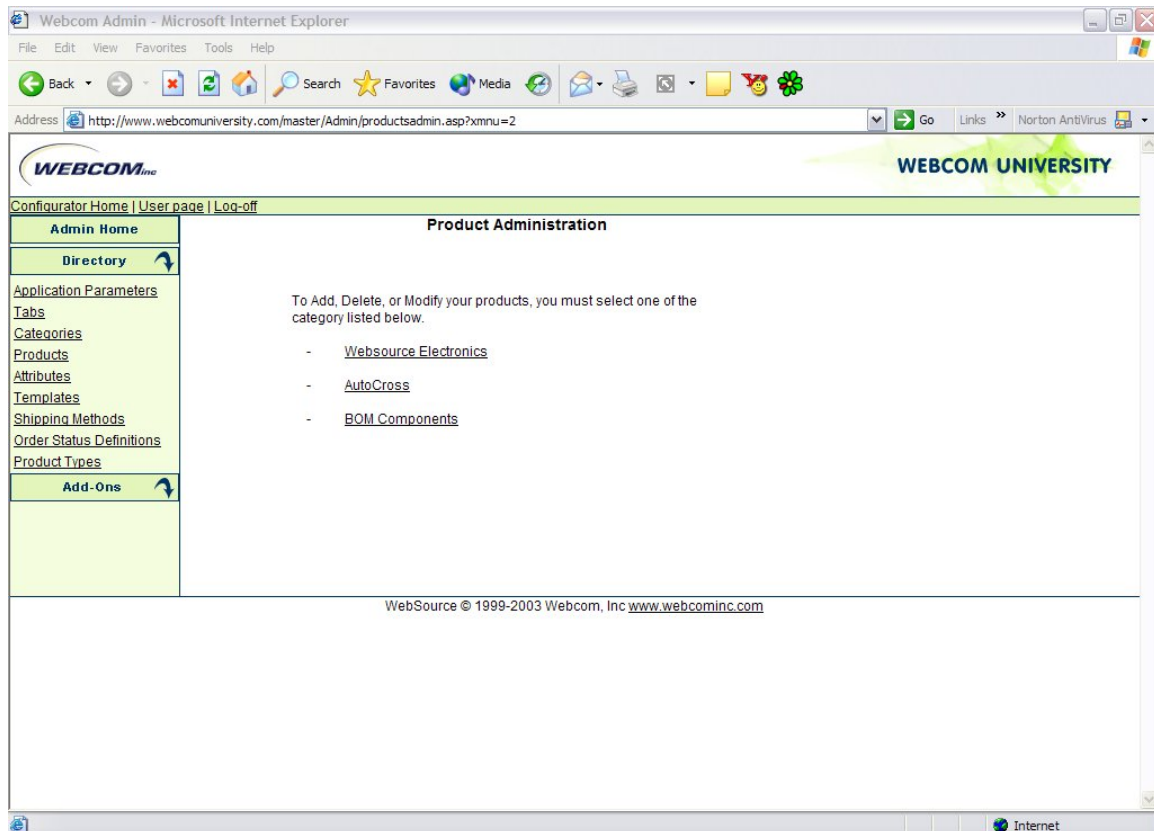 Webcom Admin - Microsoft Internet Explorer
File Edit View Favorites Tools Help
Back Search Favorites Media
Address http://www.webcomuniversity.com/master/Admin/productsadmin.asp?xmnu=2 Go Links » Norton AntiVirus
WEBCOM Inc WEBCOM UNIVERSITY
Configurator Home | User page | Log-off
Admin Home
Directory
Application Parameters
Tabs
Categories
Products
Attributes
Templates
Shipping Methods
Order Status Definitions
Product Types
Add-Ons
Product Administration
To Add, Delete, or Modify your products, you must select one of the
category listed below.
- Websource Electronics
- AutoCross
- BOM Components
WebSource © 1999-2003 Webcom, Inc www.webcominc.com
Internet